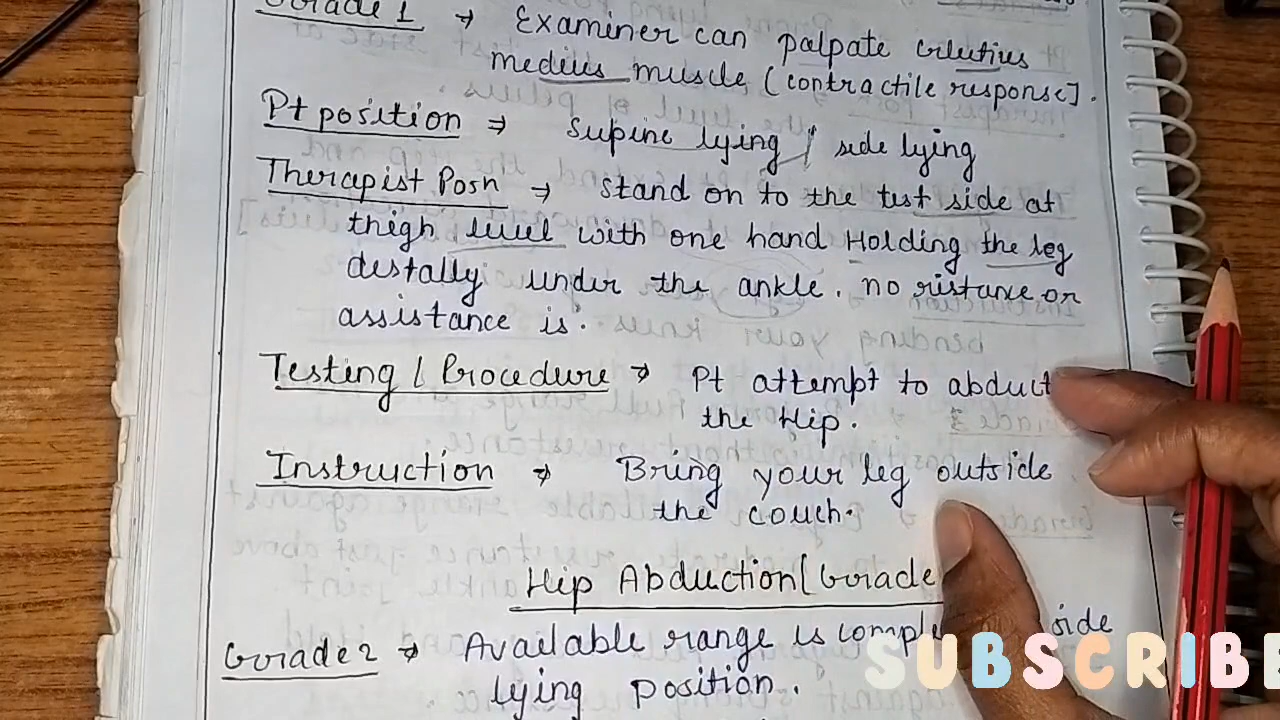 Grade 1 → Examiner can palpate Glutius
medius muscle (contractile response].
Pt position ⇒ Supine lying / side lying
Therapist Posn → stand on to the test side at
thigh level with one hand Holding the leg
distally under the ankle. no ristance or
assistance is.
Testing / Procedure → Pt attempt to abduct
the Hip.
Instruction ⇒ Bring your leg outside
the couch.
Hip Abduction [Grade
Grade 2 → Available range is side
lying position.
SUBSCRIBE